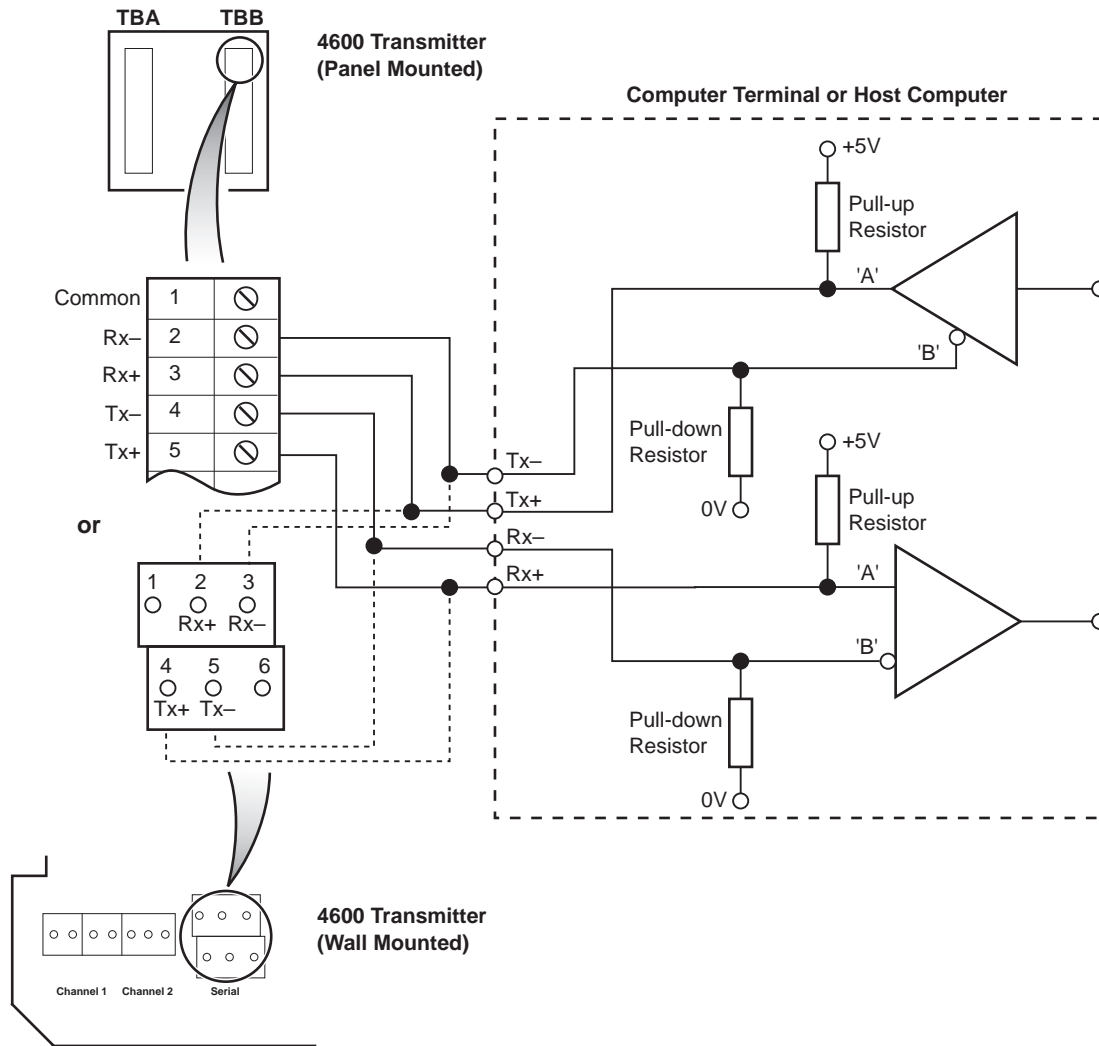 TBA TBB
4600 Transmitter
(Panel Mounted)
Computer Terminal or Host Computer
+5V
Pull-up
Resistor
'A'
'B'
Common 1
Rx– 2
Rx+ 3
Tx– 4
Tx+ 5
Pull-down
Resistor
0V
+5V
Pull-up
Resistor
Tx–
Tx+
Rx–
Rx+
'A'
'B'
or
1 2 3
Rx+ Rx–
4 5 6
Tx+ Tx–
Pull-down
Resistor
0V
4600 Transmitter
(Wall Mounted)
Channel 1 Channel 2 Serial